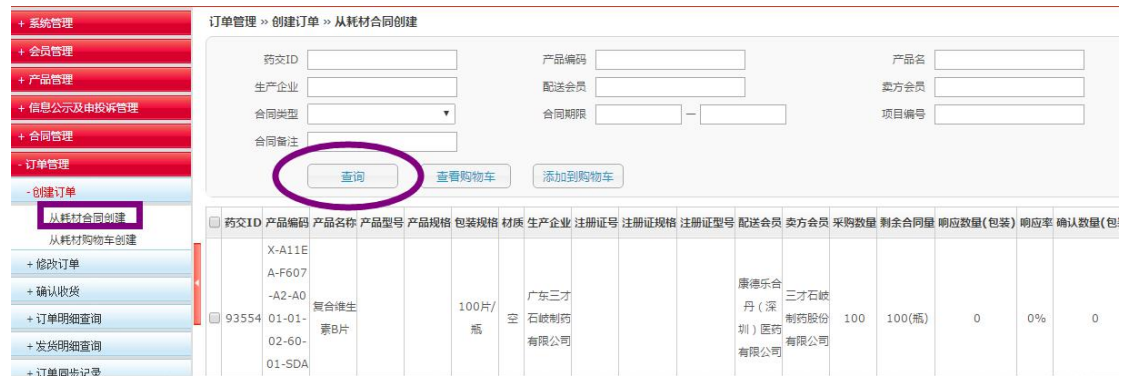 + 系统管理
+ 会员管理
+ 产品管理
+ 信息公示及申投诉管理
+ 合同管理
- 订单管理
- 创建订单
从耗材合同创建
从耗材购物车创建
+ 修改订单
+ 确认收货
+ 订单明细查询
+ 发货明细查询
+ 订单同步记录
订单管理 » 创建订单 » 从耗材合同创建
药交ID 产品编码 产品名
生产企业 配送会员 卖方会员
合同类型 合同期限 — 项目编号
合同备注
查询 查看购物车 添加到购物车
药交ID 产品编码 产品名称 产品型号 产品规格 包装规格 材质 生产企业 注册证号 注册证规格 注册证型号 配送会员 卖方会员 采购数量 剩余合同量 响应数量(包装) 响应率 确认数量(包
93554
X-A11E
A-F607
-A2-A0
01-01-
02-60-
01-SDA
复合维生
素B片
100片/
瓶
空
广东三才
石岐制药
有限公司
康德乐合
丹（深
圳）医药
有限公司
三才石岐
制药股份
有限公司
100
100(瓶)
0
0%
0